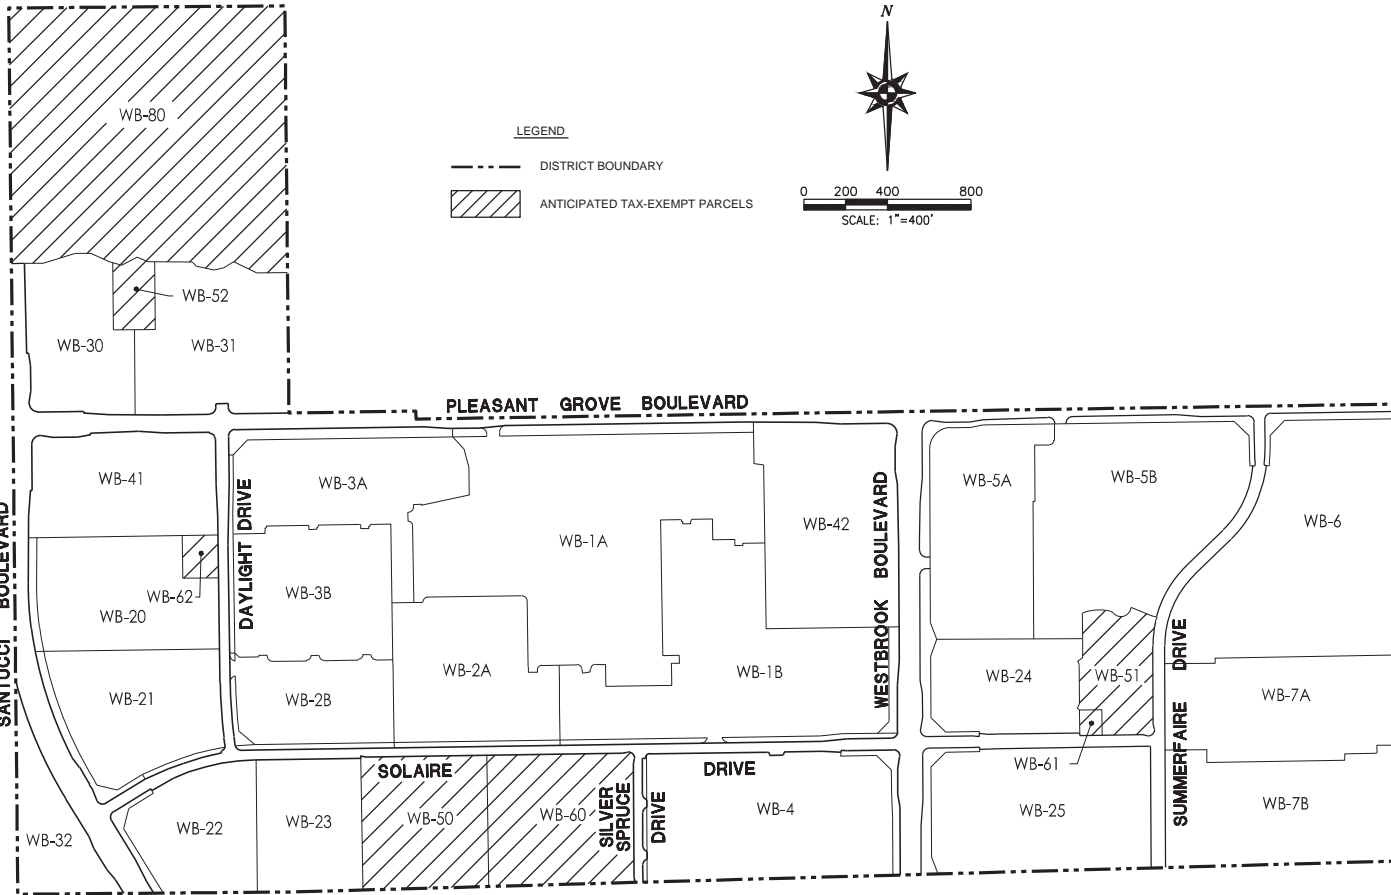 N
WB-80
LEGEND
DISTRICT BOUNDARY
ANTICIPATED TAX-EXEMPT PARCELS
0 200 400 800
SCALE: 1"=400'
WB-52
WB-30
WB-31
PLEASANT GROVE BOULEVARD
SANTUCCI BOULEVARD
WB-41
DAYLIGHT DRIVE
WB-3A
WB-1A
WB-42
WESTBROOK BOULEVARD
WB-5A
WB-5B
WB-6
WB-62
WB-20
WB-3B
WB-21
WB-2B
WB-2A
WB-1B
WB-24
WB-51
SUMMERFAIRE DRIVE
WB-7A
WB-61
SOLAIRE DRIVE
WB-32
WB-22
WB-23
WB-50
WB-60
SILVER
SPRUCE
DRIVE
WB-4
WB-25
WB-7B